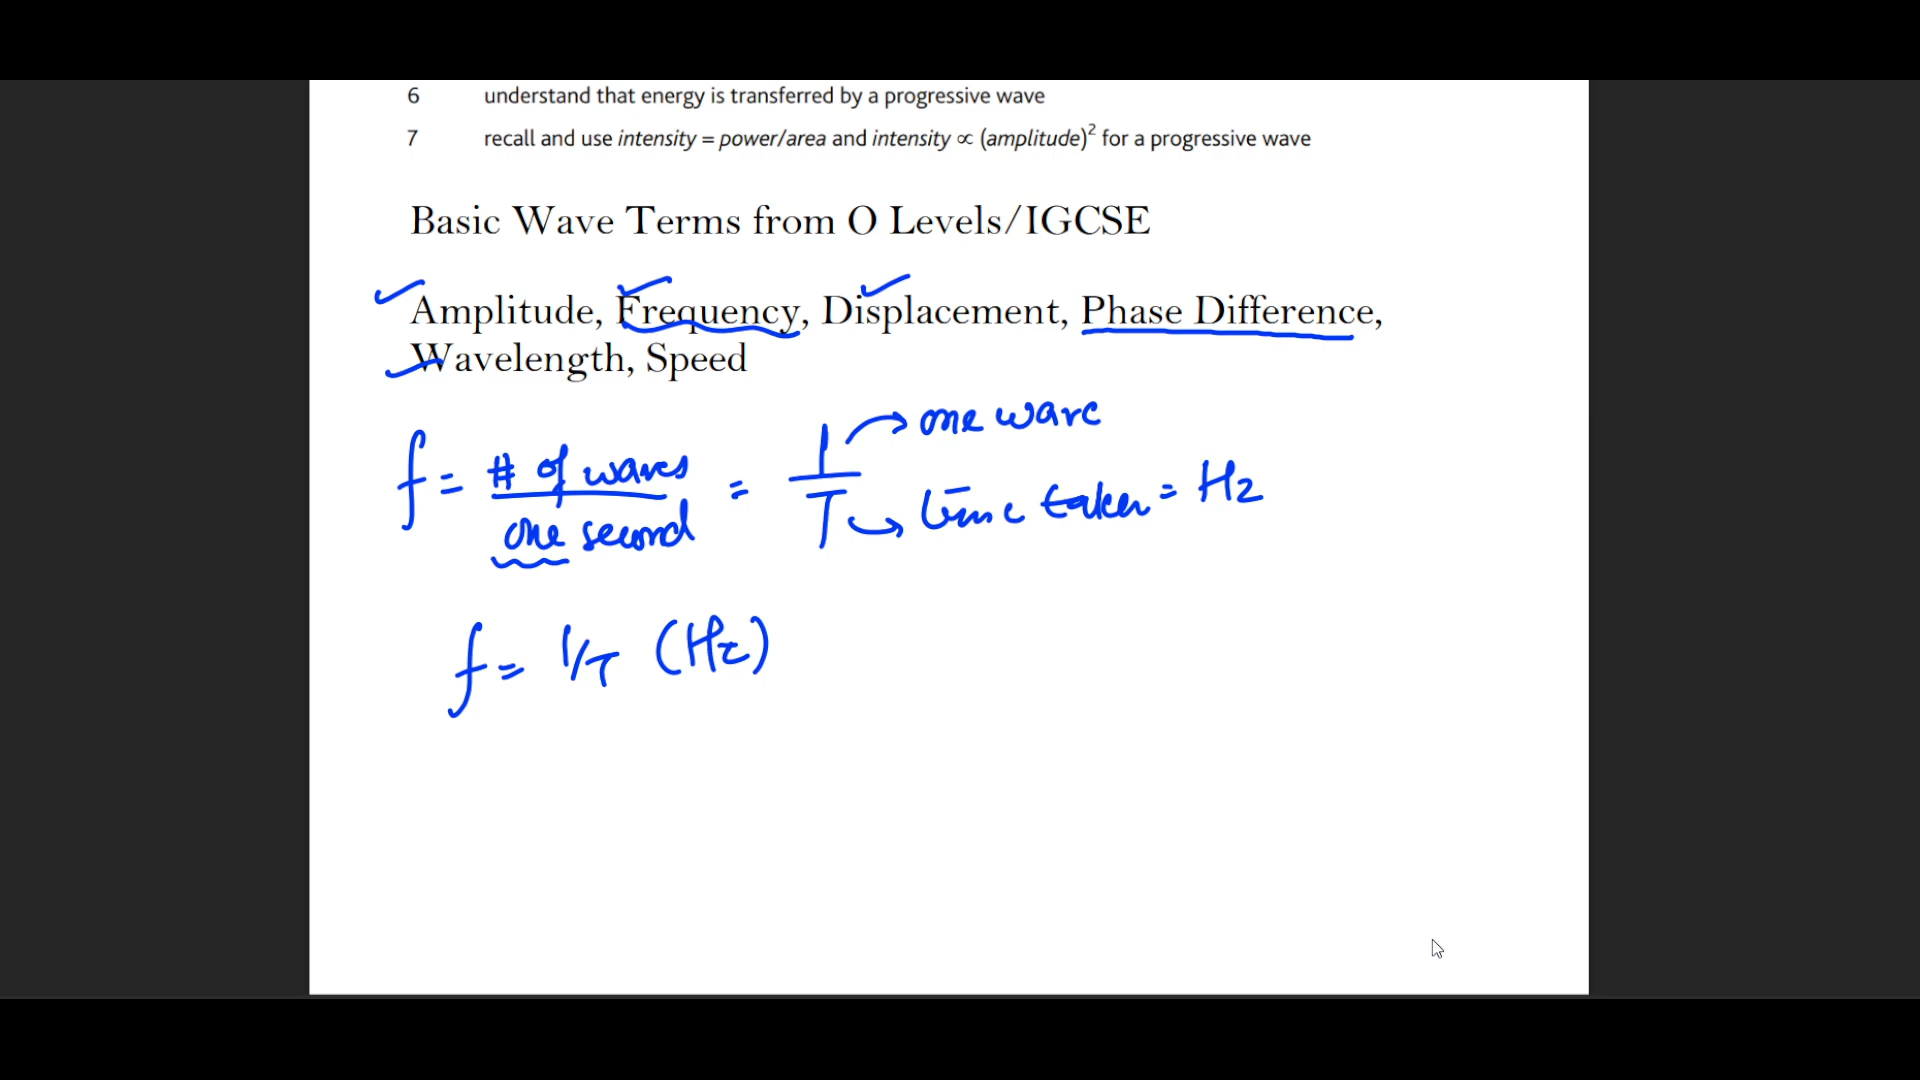 6 understand that energy is transferred by a progressive wave
7 recall and use intensity = power/area and intensity ∝ (amplitude)² for a progressive wave
Basic Wave Terms from O Levels/IGCSE
Amplitude, Frequency, Displacement, Phase Difference,
Wavelength, Speed
f = # of waves / one second = 1/T → one wave
→ time taken = Hz
f = 1/T (Hz)